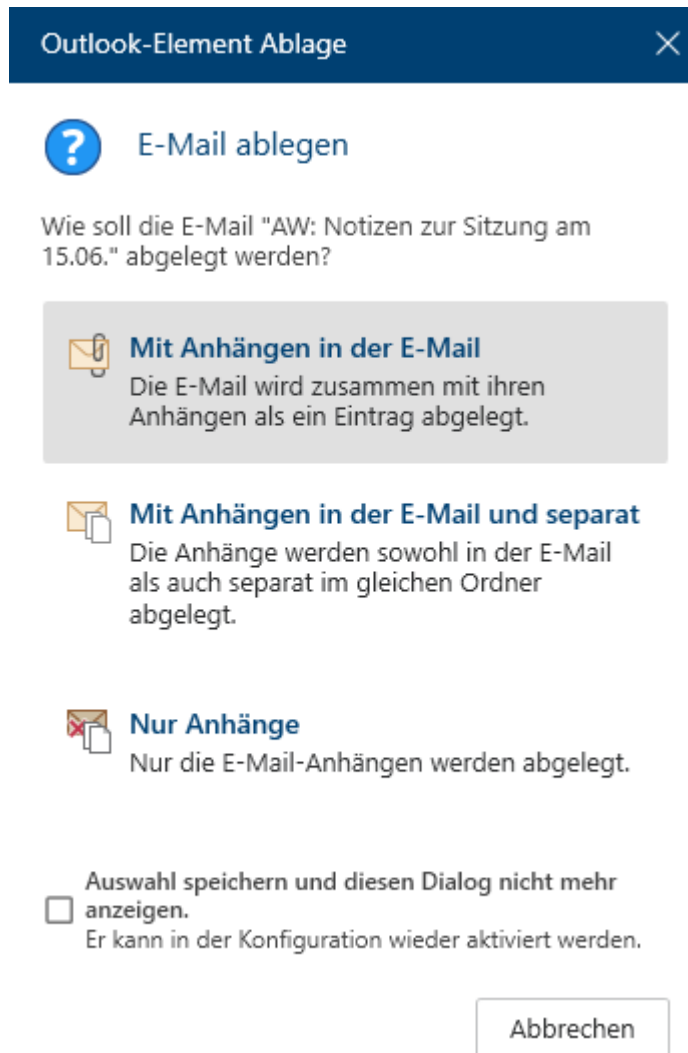 Outlook-Element Ablage
E-Mail ablegen
Wie soll die E-Mail "AW: Notizen zur Sitzung am
15.06." abgelegt werden?
Mit Anhängen in der E-Mail
Die E-Mail wird zusammen mit ihren
Anhängen als ein Eintrag abgelegt.
Mit Anhängen in der E-Mail und separat
Die Anhänge werden sowohl in der E-Mail
als auch separat im gleichen Ordner
abgelegt.
Nur Anhänge
Nur die E-Mail-Anhängen werden abgelegt.
Auswahl speichern und diesen Dialog nicht mehr
anzeigen.
Er kann in der Konfiguration wieder aktiviert werden.
Abbrechen